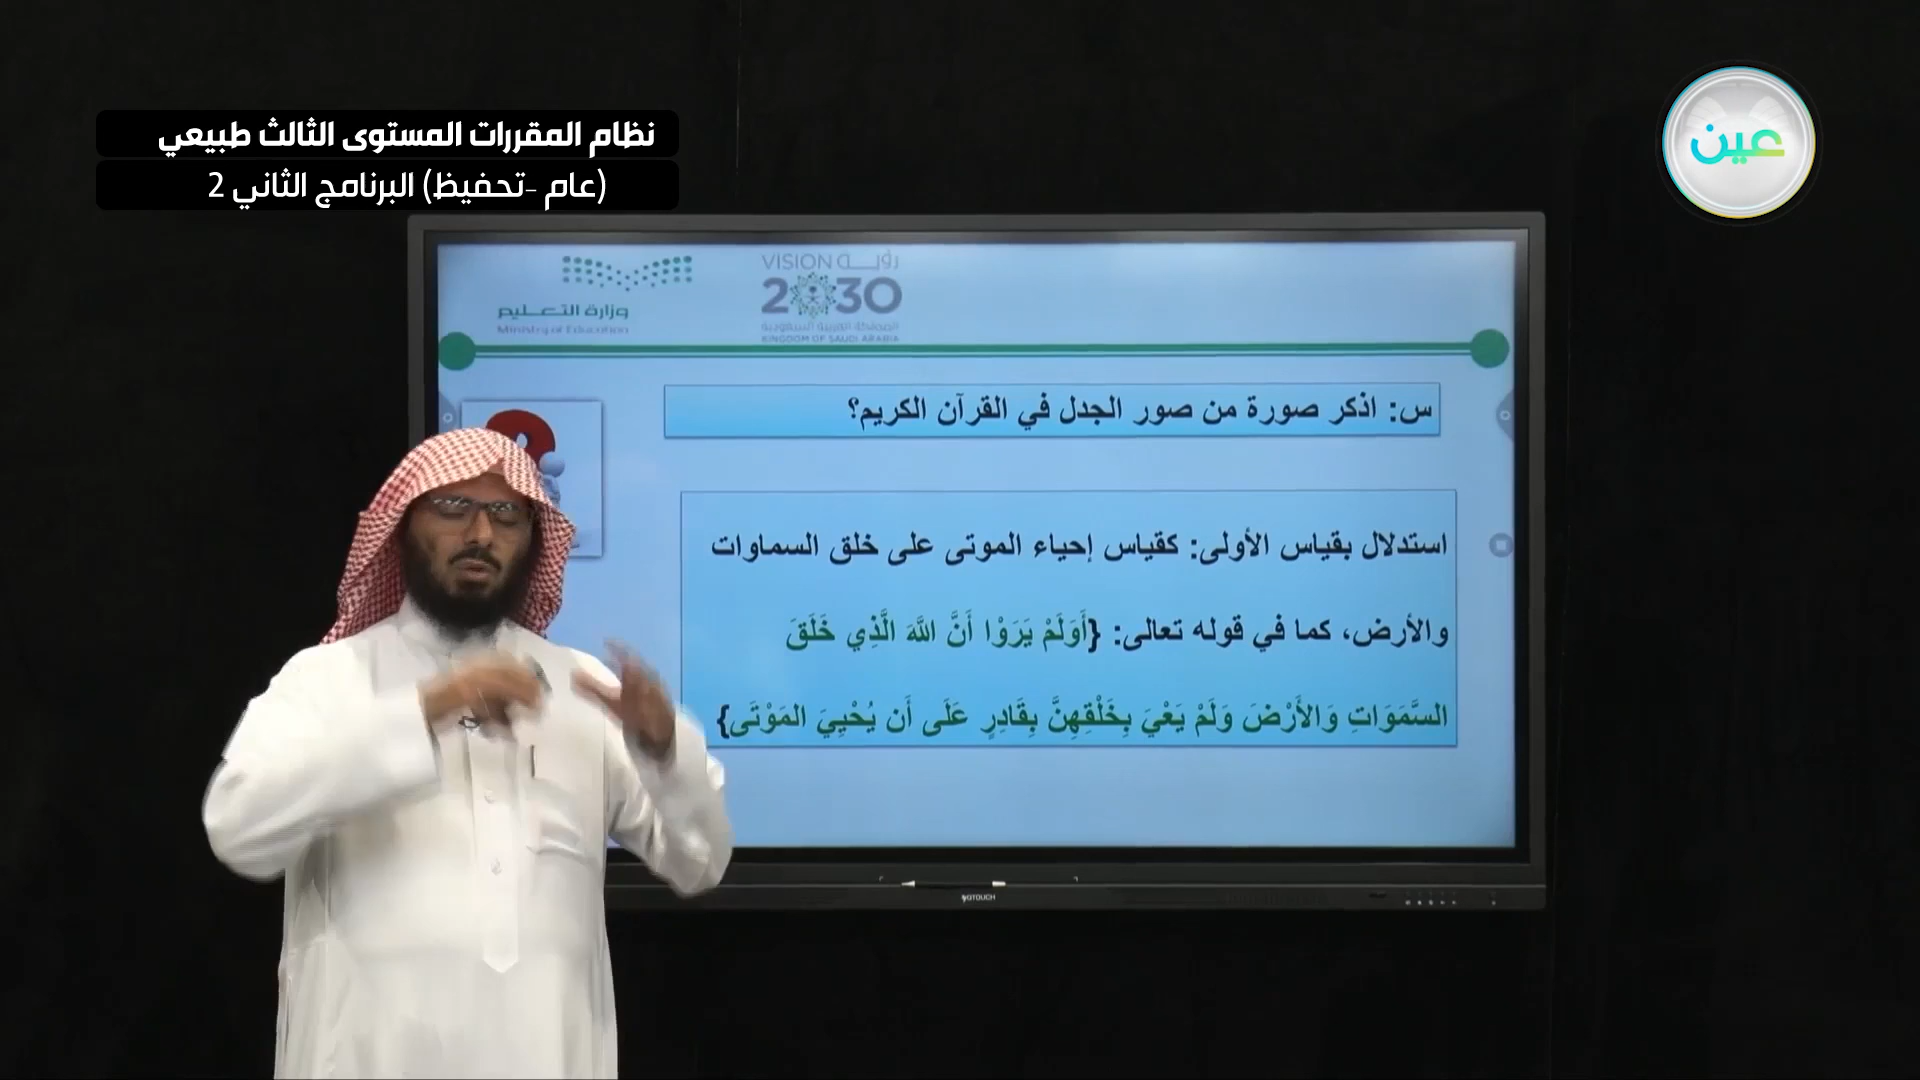 نظام المقررات المستوى الثالث طبيعي
(عام -تحفيظ) البرنامج الثاني 2
عين
VISION رؤيــة
2030
المملكة العربية السعودية
KINGDOM OF SAUDI ARABIA
وزارة التعـليم
Ministry of Education
س: اذكر صورة من صور الجدل في القرآن الكريم؟
استدلال بقياس الأولى: كقياس إحياء الموتى على خلق السماوات
والأرض، كما في قوله تعالى: {أَوَلَمْ يَرَوْا أَنَّ اللَّهَ الَّذِي خَلَقَ
السَّمَوَاتِ وَالأَرْضَ وَلَمْ يَعْيَ بِخَلْقِهِنَّ بِقَادِرٍ عَلَى أَن يُحْيِيَ المَوْتَى}